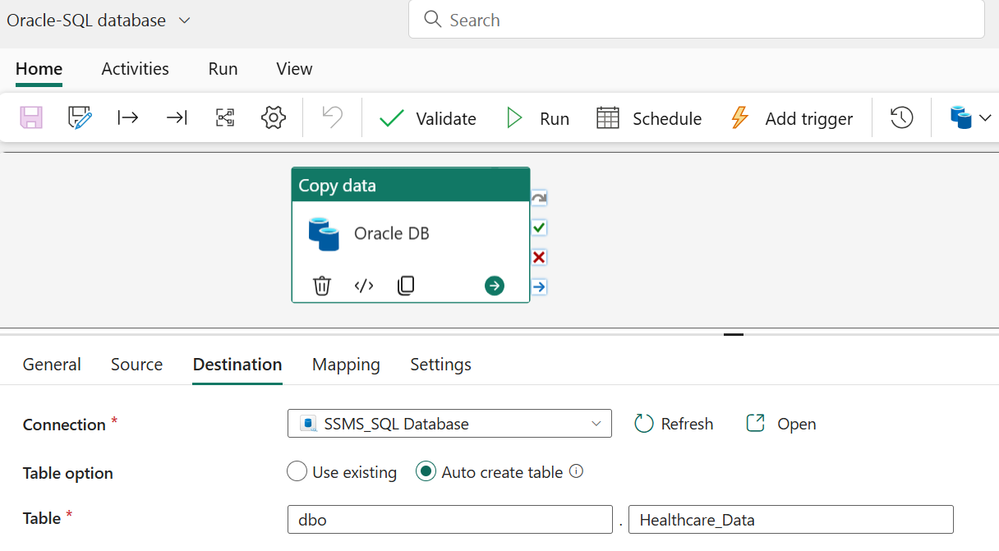 Oracle-SQL database
Search
Home Activities Run View
Validate Run Schedule Add trigger
Copy data
Oracle DB
General Source Destination Mapping Settings
Connection * SSMS_SQL Database Refresh Open
Table option Use existing Auto create table
Table * dbo . Healthcare_Data